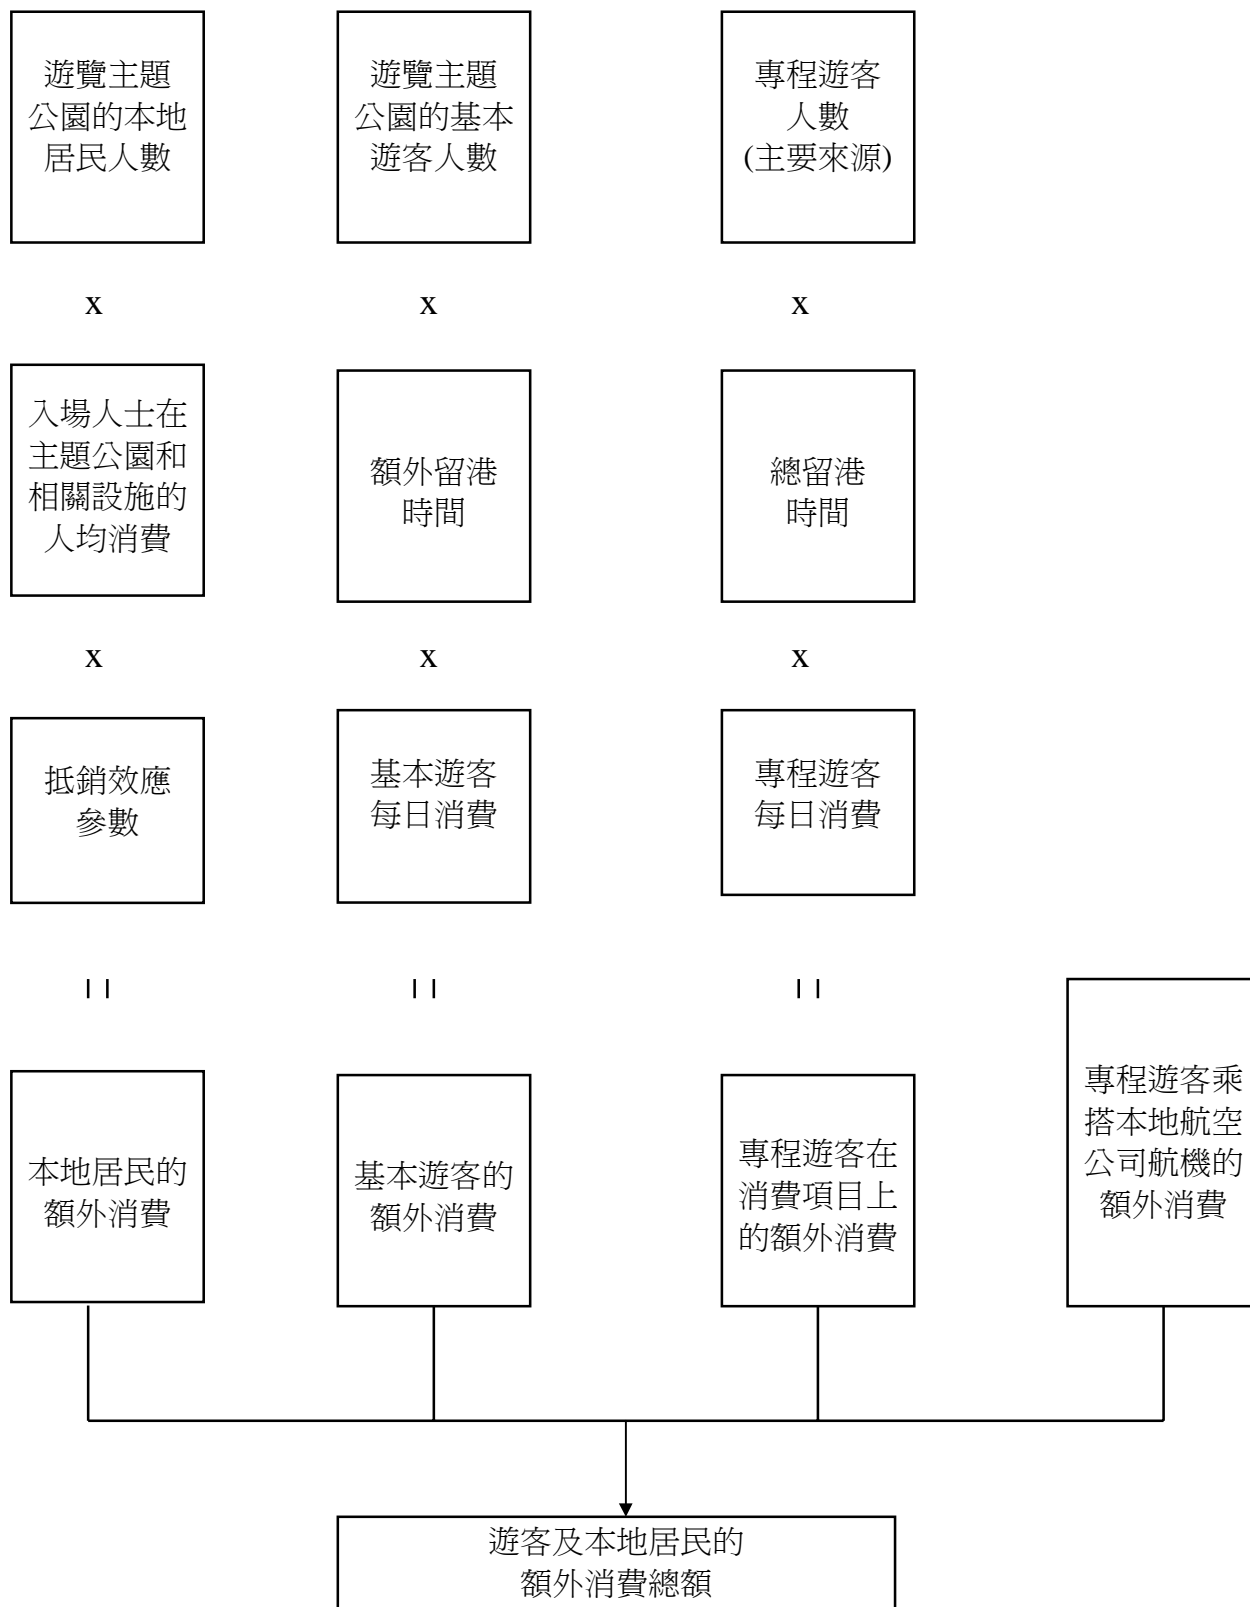 遊覽主題
公園的本地
居民人數
遊覽主題
公園的基本
遊客人數
專程遊客
人數
(主要來源)
x
x
x
入場人士在
主題公園和
相關設施的
人均消費
額外留港
時間
總留港
時間
x
x
x
抵銷效應
參數
基本遊客
每日消費
專程遊客
每日消費
=
=
=
本地居民的
額外消費
基本遊客的
額外消費
專程遊客在
消費項目上
的額外消費
專程遊客乘
搭本地航空
公司航機的
額外消費
遊客及本地居民的
額外消費總額